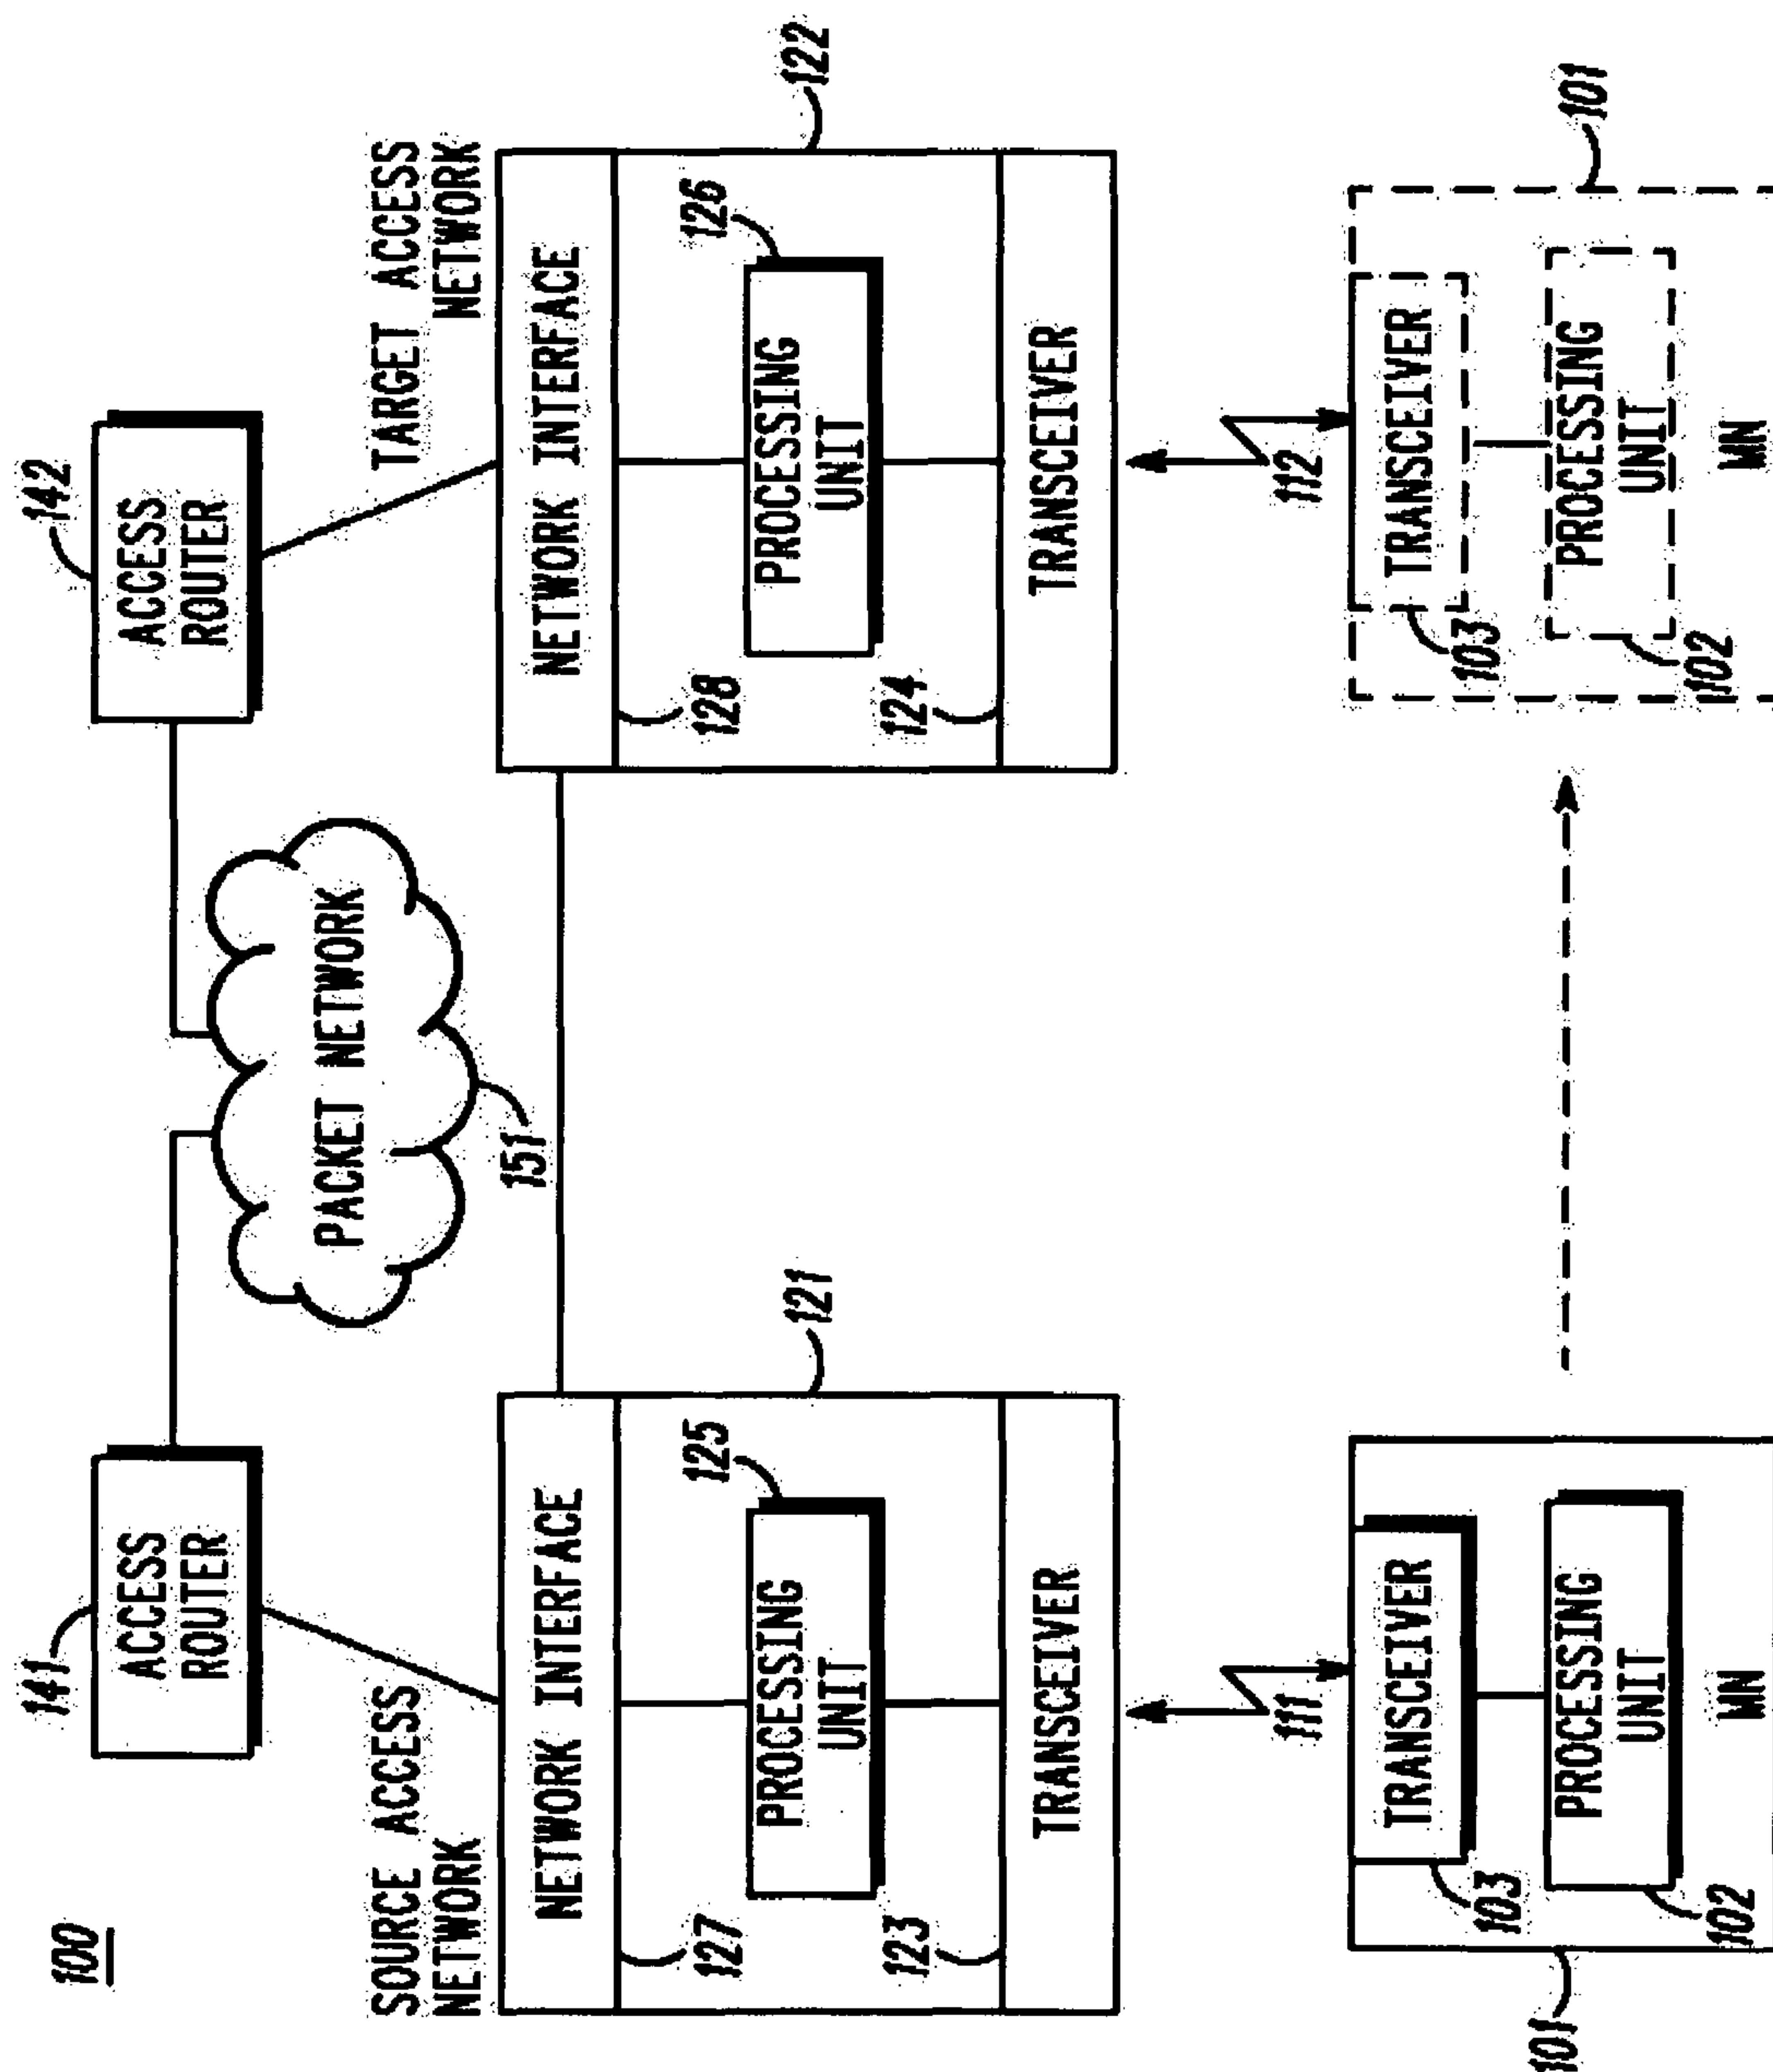 100
141
ACCESS
ROUTER
142
ACCESS
ROUTER
PACKET NETWORK
151
SOURCE ACCESS
NETWORK
TARGET ACCESS
NETWORK
NETWORK INTERFACE
127
125
PROCESSING
UNIT
123
TRANSCEIVER
121
NETWORK INTERFACE
128
126
PROCESSING
UNIT
124
TRANSCEIVER
122
111
112
TRANSCEIVER
103
PROCESSING
UNIT
102
MN
101
TRANSCEIVER
103
PROCESSING
UNIT
102
MN
101